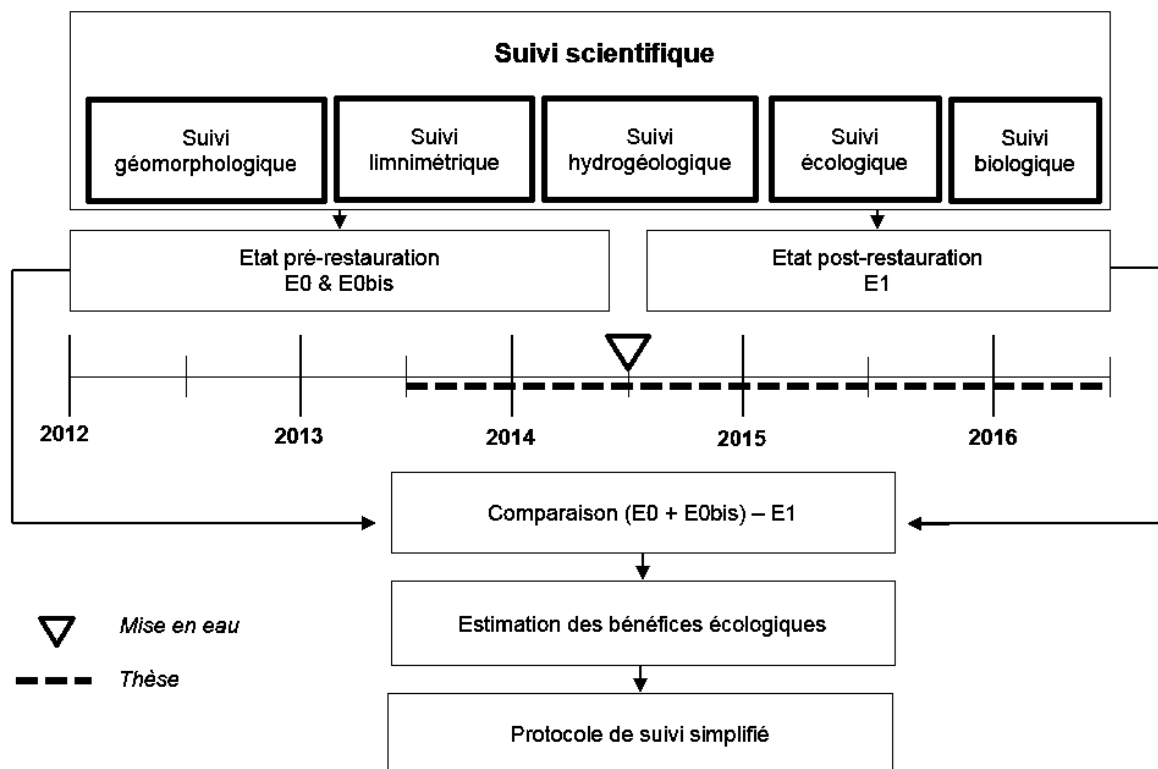 Suivi scientifique
Suivi
géomorphologique
Suivi
limnimétrique
Suivi
hydrogéologique
Suivi
écologique
Suivi
biologique
Etat pré-restauration
E0 & E0bis
Etat post-restauration
E1
2012
2013
2014
2015
2016
Comparaison (E0 + E0bis) – E1
Estimation des bénéfices écologiques
Protocole de suivi simplifié
Mise en eau
Thèse